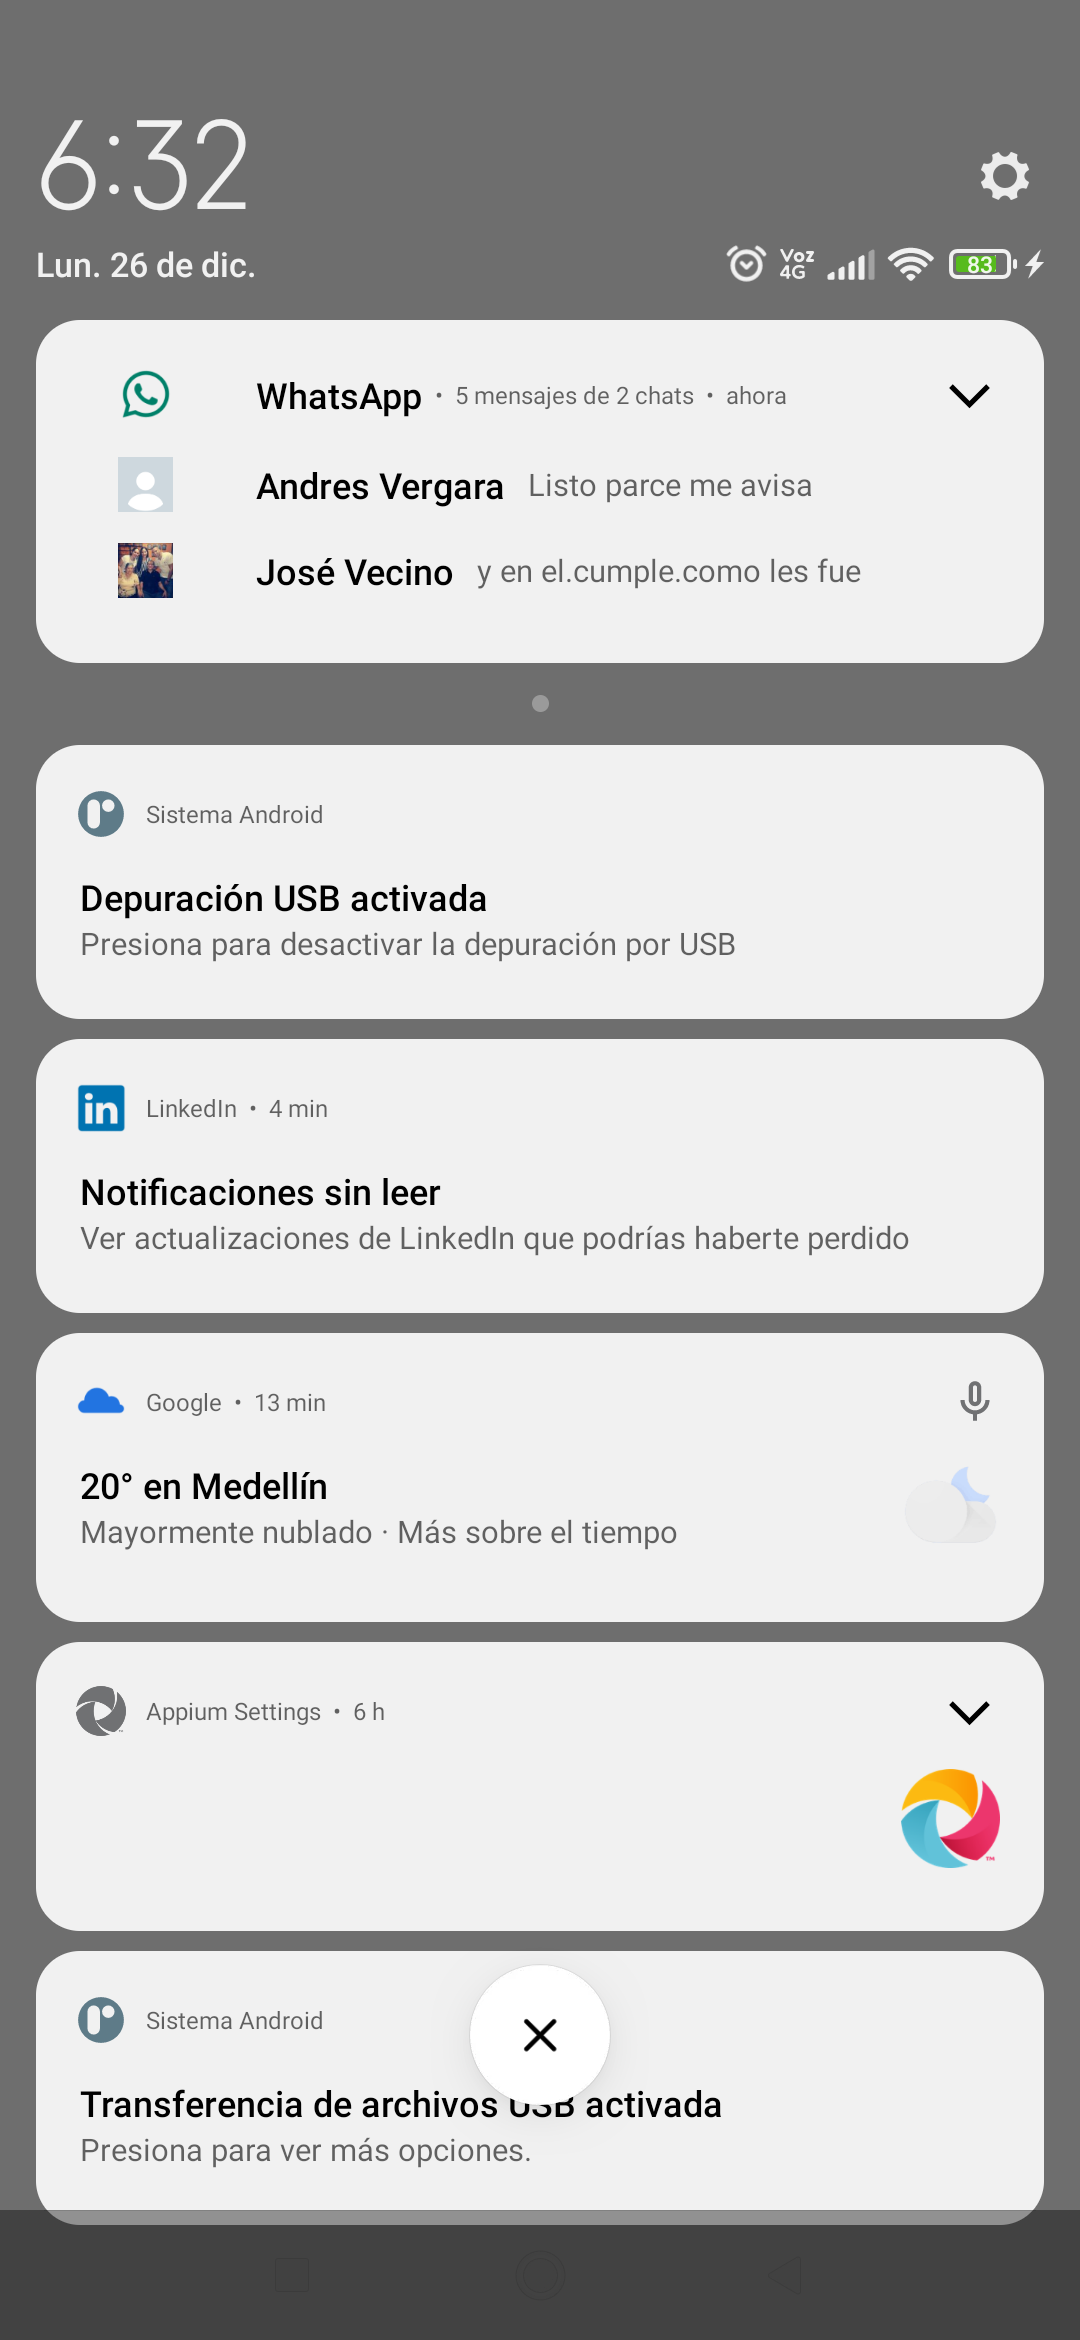 6:32
Lun. 26 de dic.
Voz 4G
83
WhatsApp • 5 mensajes de 2 chats • ahora
Andres Vergara Listo parce me avisa
José Vecino y en el.cumple.como les fue
Sistema Android
Depuración USB activada
Presiona para desactivar la depuración por USB
in LinkedIn • 4 min
Notificaciones sin leer
Ver actualizaciones de LinkedIn que podrías haberte perdido
Google • 13 min
20° en Medellín
Mayormente nublado · Más sobre el tiempo
Appium Settings • 6 h
Sistema Android
Transferencia de archivos USB activada
Presiona para ver más opciones.